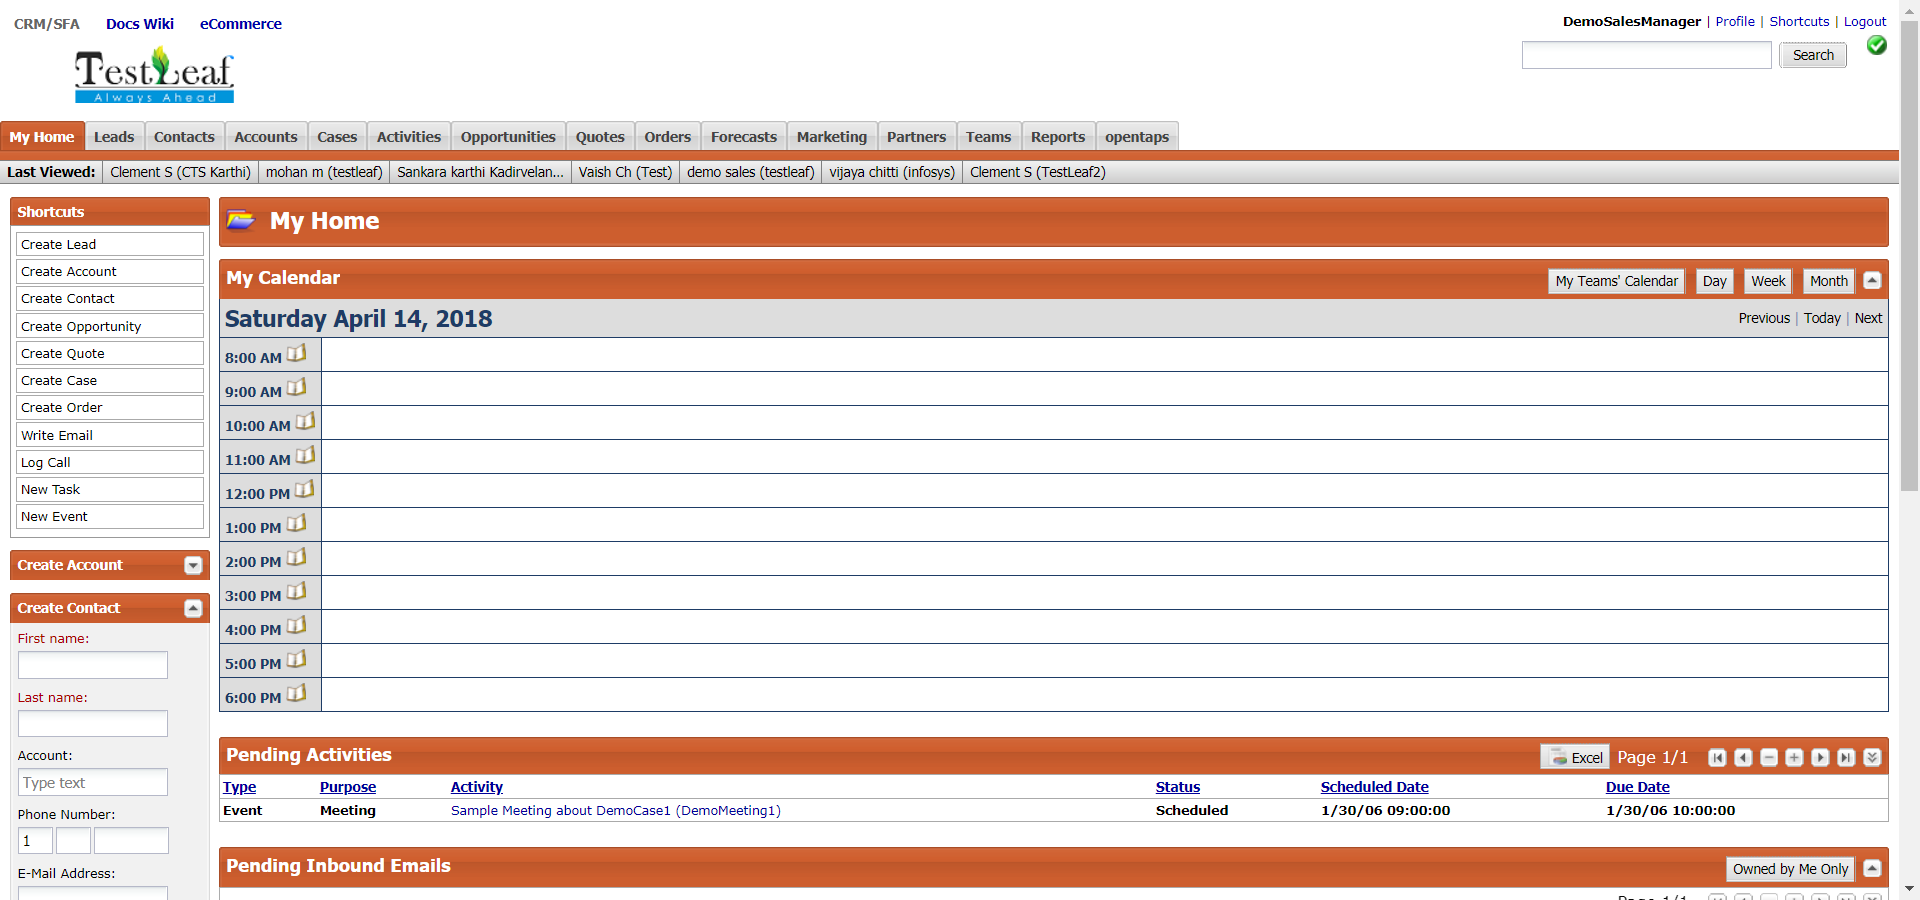 CRM/SFA Docs Wiki eCommerce
DemoSalesManager | Profile | Shortcuts | Logout
Search
TestLeaf
Always Ahead
My Home Leads Contacts Accounts Cases Activities Opportunities Quotes Orders Forecasts Marketing Partners Teams Reports opentaps
Last Viewed: Clement S (CTS Karthi) mohan m (testleaf) Sankara karthi Kadirvelan... Vaish Ch (Test) demo sales (testleaf) vijaya chitti (infosys) Clement S (TestLeaf2)
Shortcuts
Create Lead
Create Account
Create Contact
Create Opportunity
Create Quote
Create Case
Create Order
Write Email
Log Call
New Task
New Event
Create Account
Create Contact
First name:
Last name:
Account:
Type text
Phone Number:
1
E-Mail Address:
My Home
My Calendar
My Teams' Calendar Day Week Month
Saturday April 14, 2018
Previous | Today | Next
8:00 AM
9:00 AM
10:00 AM
11:00 AM
12:00 PM
1:00 PM
2:00 PM
3:00 PM
4:00 PM
5:00 PM
6:00 PM
Pending Activities
Excel Page 1/1
Type Purpose Activity Status Scheduled Date Due Date
Event Meeting Sample Meeting about DemoCase1 (DemoMeeting1) Scheduled 1/30/06 09:00:00 1/30/06 10:00:00
Pending Inbound Emails
Owned by Me Only
Page 1/1